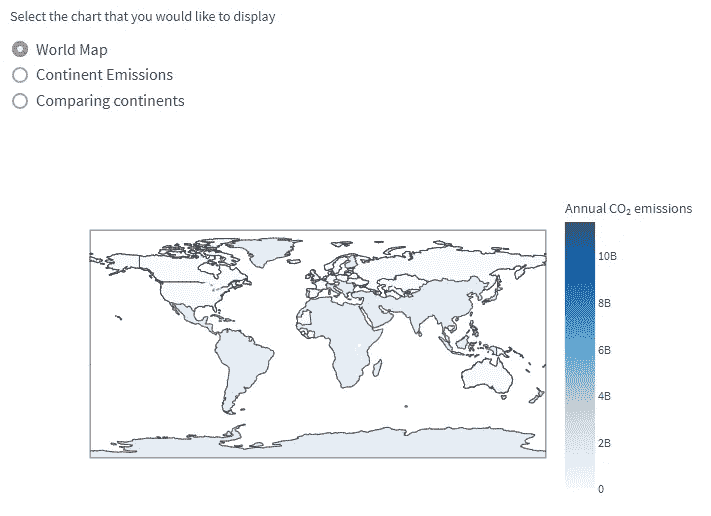 Select the chart that you would like to display
World Map
Continent Emissions
Comparing continents
Annual CO₂ emissions
10B
8B
6B
4B
2B
0